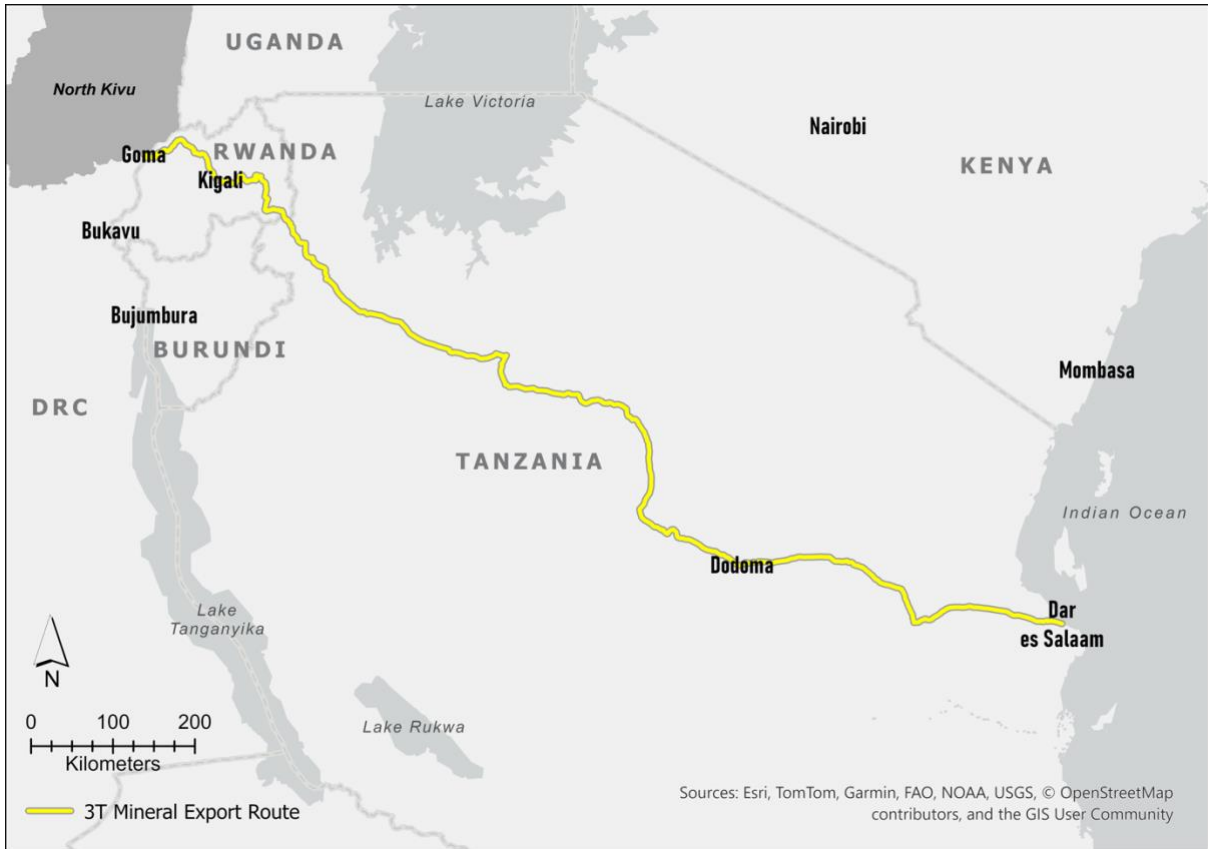 UGANDA
North Kivu
Lake Victoria
Nairobi
Goma
RWANDA
KENYA
Kigali
Bukavu
Bujumbura
BURUNDI
Mombasa
DRC
TANZANIA
Indian Ocean
Dodoma
Lake
Tanganyika
Dar
es Salaam
N
Lake Rukwa
0 100 200
Kilometers
3T Mineral Export Route
Sources: Esri, TomTom, Garmin, FAO, NOAA, USGS, © OpenStreetMap
contributors, and the GIS User Community